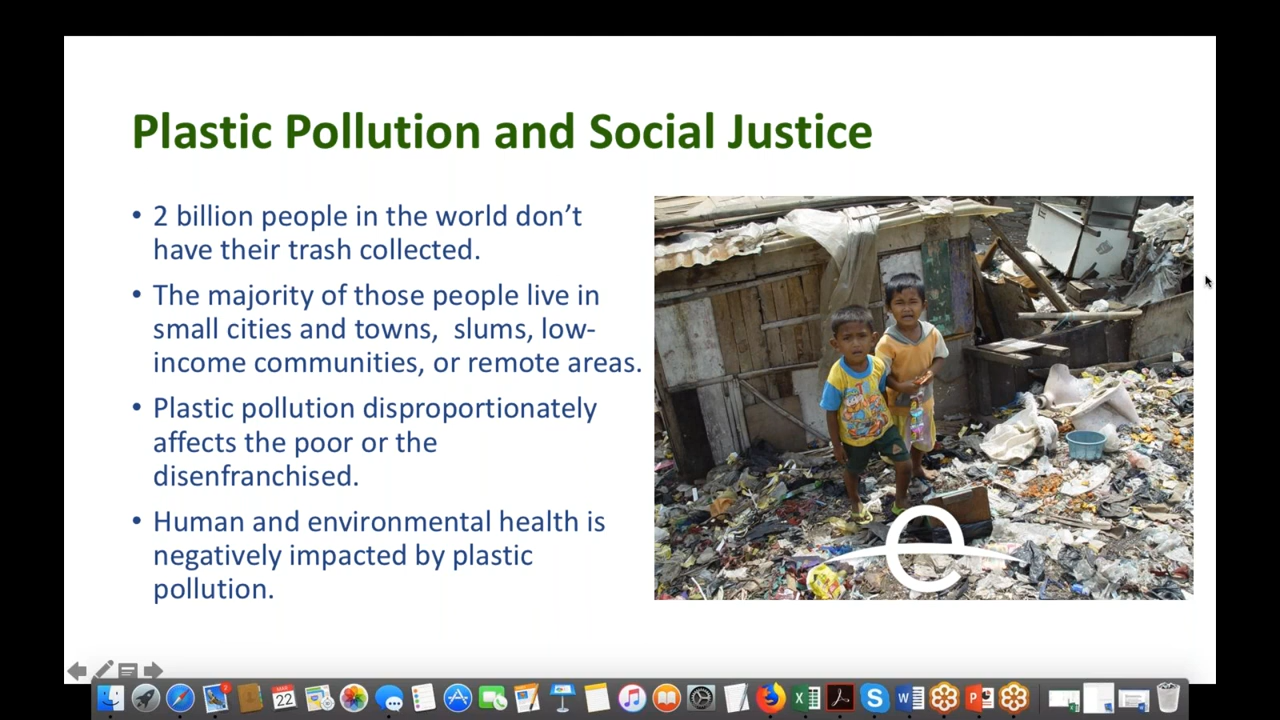 Plastic Pollution and Social Justice
• 2 billion people in the world don’t
have their trash collected.
• The majority of those people live in
small cities and towns,  slums, low-
income communities, or remote areas.
• Plastic pollution disproportionately
affects the poor or the
disenfranchised.
• Human and environmental health is
negatively impacted by plastic
pollution.
e
22